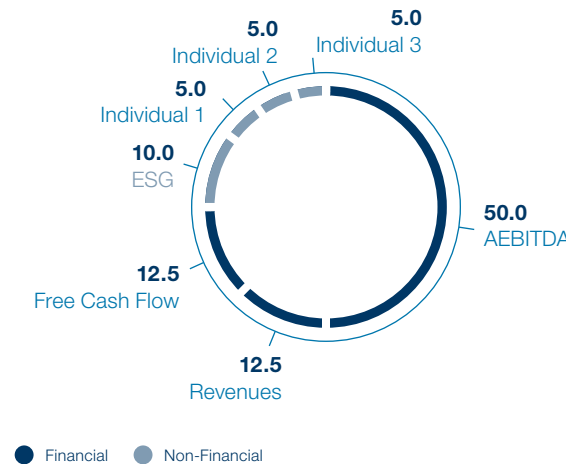 5.0
Individual 3
5.0
Individual 2
5.0
Individual 1
10.0
ESG
50.0
AEBITDA
12.5
Free Cash Flow
12.5
Revenues
Financial
Non-Financial